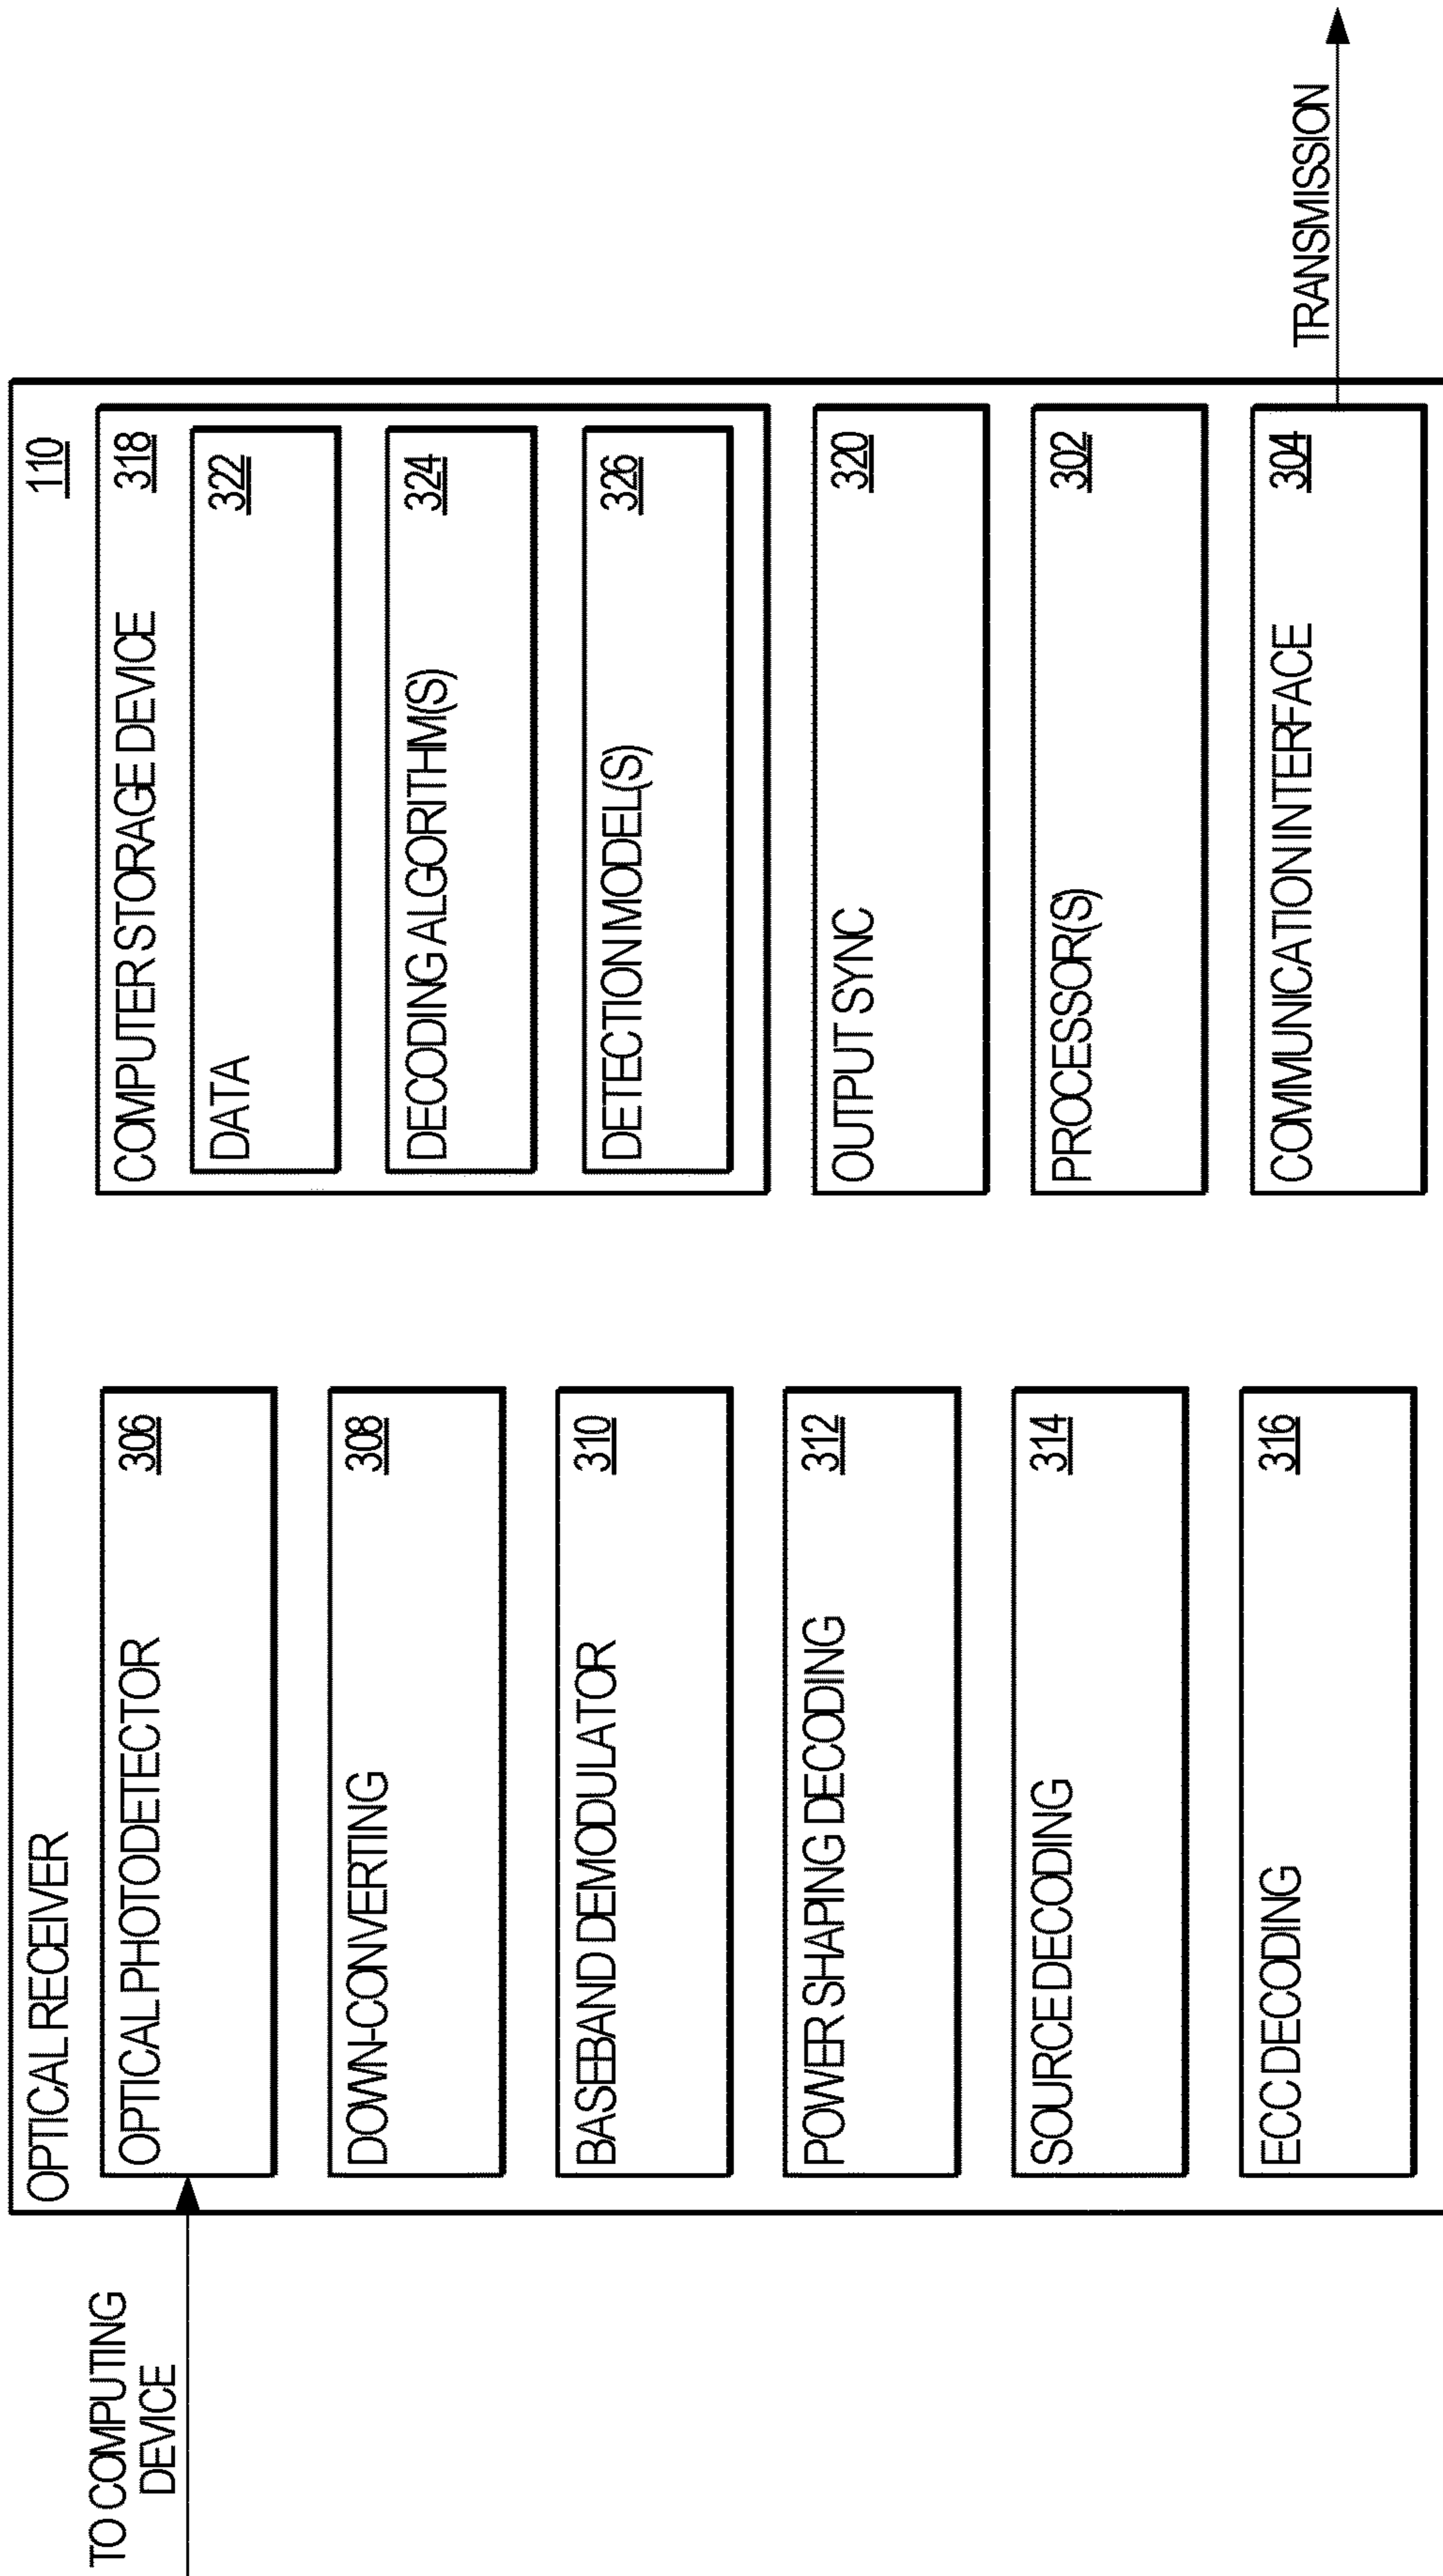 TO COMPUTING
DEVICE
OPTICAL RECEIVER
110
OPTICAL PHOTODETECTOR
306
DOWN-CONVERTING
308
BASEBAND DEMODULATOR
310
POWER SHAPING DECODING
312
SOURCE DECODING
314
ECC DECODING
316
COMPUTER STORAGE DEVICE
318
DATA
322
DECODING ALGORITHM(S)
324
DETECTION MODEL(S)
326
OUTPUT SYNC
320
PROCESSOR(S)
302
COMMUNICATION INTERFACE
304
TRANSMISSION